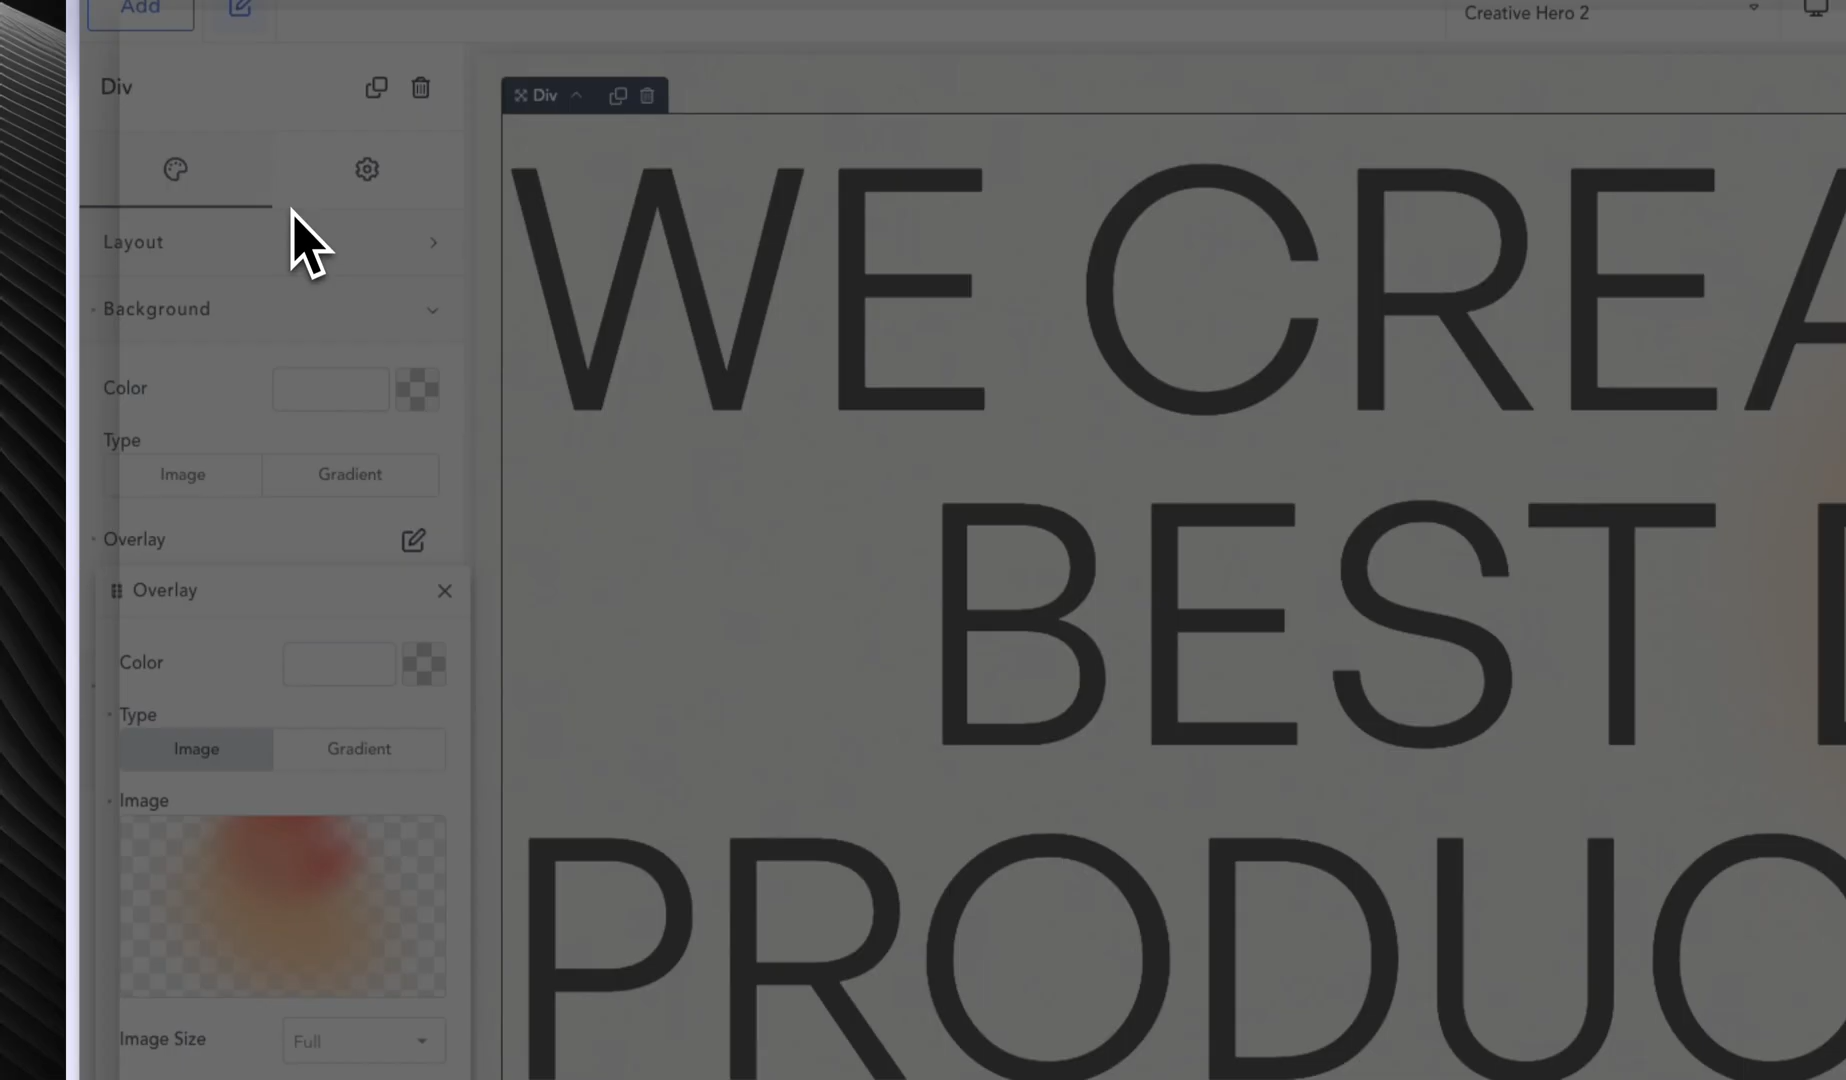 Add
Creative Hero 2
Div
Div
Layout
Background
Color
Type
Image Gradient
Overlay
Overlay
Color
Type
Image Gradient
Image
Image Size Full
WE CREA
BEST
PRODUC